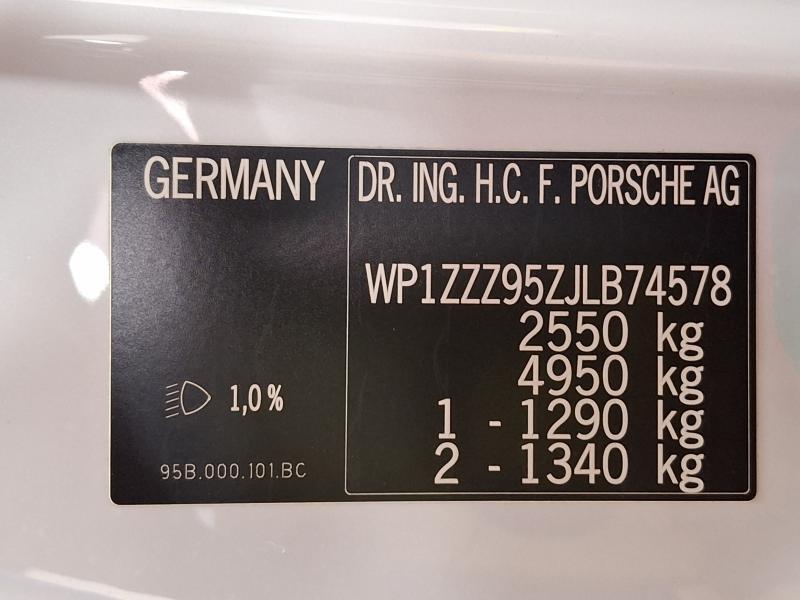 GERMANY
DR. ING. H.C. F. PORSCHE AG
WP1ZZZ95ZJLB74578
2550 kg
4950 kg
1 - 1290 kg
2 - 1340 kg
1,0 %
95B.000.101.BC